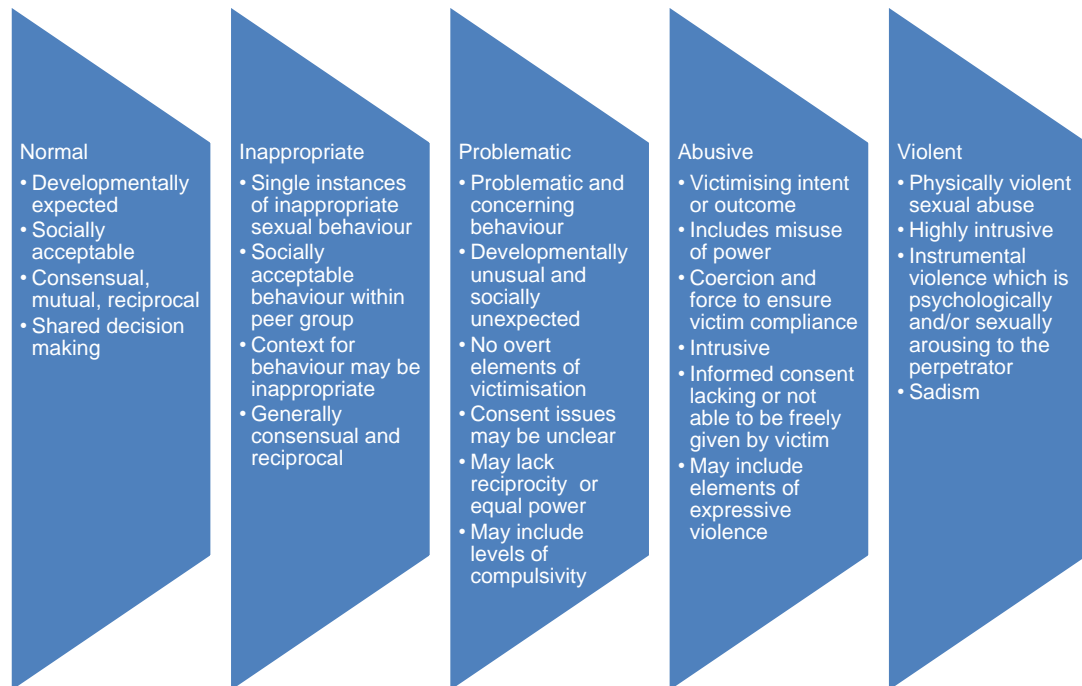 Normal
• Developmentally
expected
• Socially
acceptable
• Consensual,
mutual, reciprocal
• Shared decision
making
Inappropriate
• Single instances
of inappropriate
sexual behaviour
• Socially
acceptable
behaviour within
peer group
• Context for
behaviour may be
inappropriate
• Generally
consensual and
reciprocal
Problematic
• Problematic and
concerning
behaviour
• Developmentally
unusual and
socially
unexpected
• No overt
elements of
victimisation
• Consent issues
may be unclear
• May lack
reciprocity or
equal power
• May include
levels of
compulsivity
Abusive
• Victimising intent
or outcome
• Includes misuse
of power
• Coercion and
force to ensure
victim compliance
• Intrusive
• Informed consent
lacking or not
able to be freely
given by victim
• May include
elements of
expressive
violence
Violent
• Physically violent
sexual abuse
• Highly intrusive
• Instrumental
violence which is
psychologically
and/or sexually
arousing to the
perpetrator
• Sadism